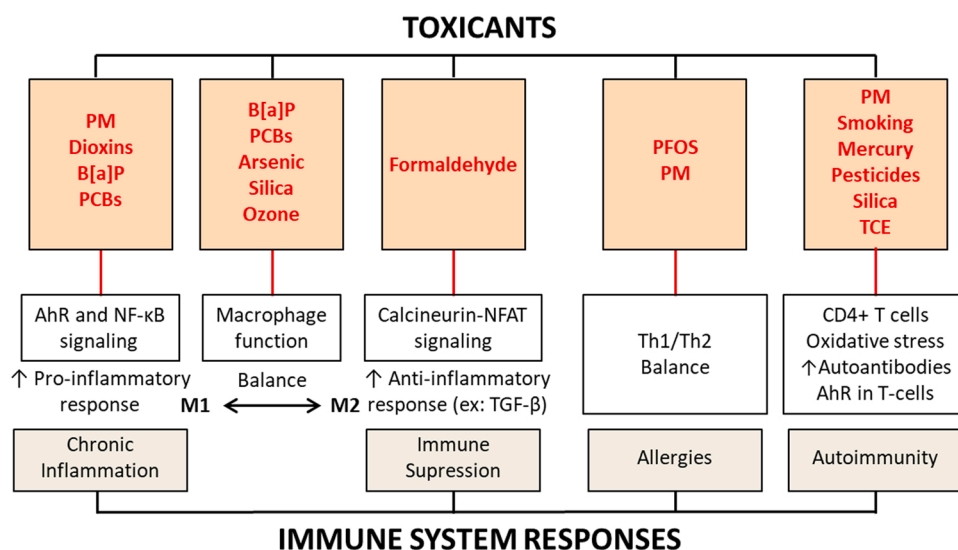 TOXICANTS
PM
Dioxins
B[a]P
PCBs
B[a]P
PCBs
Arsenic
Silica
Ozone
Formaldehyde
PFOS
PM
PM
Smoking
Mercury
Pesticides
Silica
TCE
AhR and NF-κB
signaling
Macrophage
function
Calcineurin-NFAT
signaling
Th1/Th2
Balance
CD4+ T cells
Oxidative stress
↑Autoantibodies
AhR in T-cells
↑ Pro-inflammatory
response
Balance
M1 ↔ M2
↑ Anti-inflammatory
response (ex: TGF-β)
Chronic
Inflammation
Immune
Supression
Allergies
Autoimmunity
IMMUNE SYSTEM RESPONSES